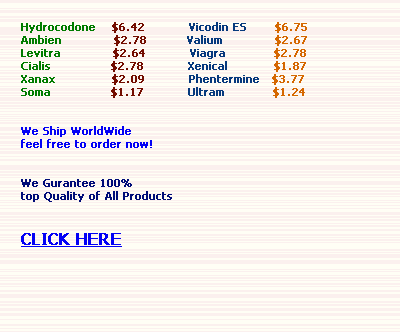 Hydrocodone $6.42 Vicodin ES $6.75
Ambien $2.78 Valium $2.67
Levitra $2.64 Viagra $2.78
Cialis $2.78 Xenical $1.87
Xanax $2.09 Phentermine $3.77
Soma $1.17 Ultram $1.24
We Ship WorldWide
feel free to order now!
We Gurantee 100%
top Quality of All Products
CLICK HERE